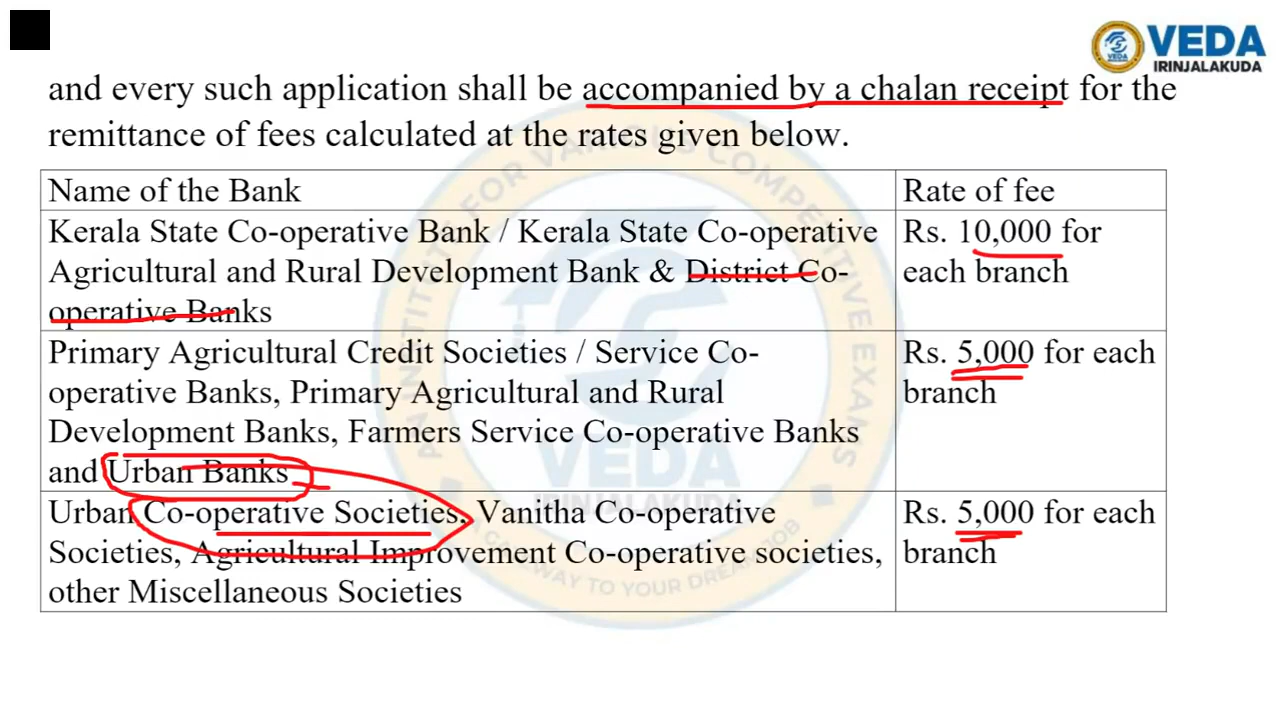 VEDA
IRINJALAKUDA
and every such application shall be accompanied by a chalan receipt for the
remittance of fees calculated at the rates given below.
Name of the Bank
Rate of fee
Kerala State Co-operative Bank / Kerala State Co-operative
Agricultural and Rural Development Bank & District Co-
operative Banks
Rs. 10,000 for
each branch
Primary Agricultural Credit Societies / Service Co-
operative Banks, Primary Agricultural and Rural
Development Banks, Farmers Service Co-operative Banks
and Urban Banks
Rs. 5,000 for each
branch
Urban Co-operative Societies, Vanitha Co-operative
Societies, Agricultural Improvement Co-operative societies,
other Miscellaneous Societies
Rs. 5,000 for each
branch
VEDA
IRINJALAKUDA